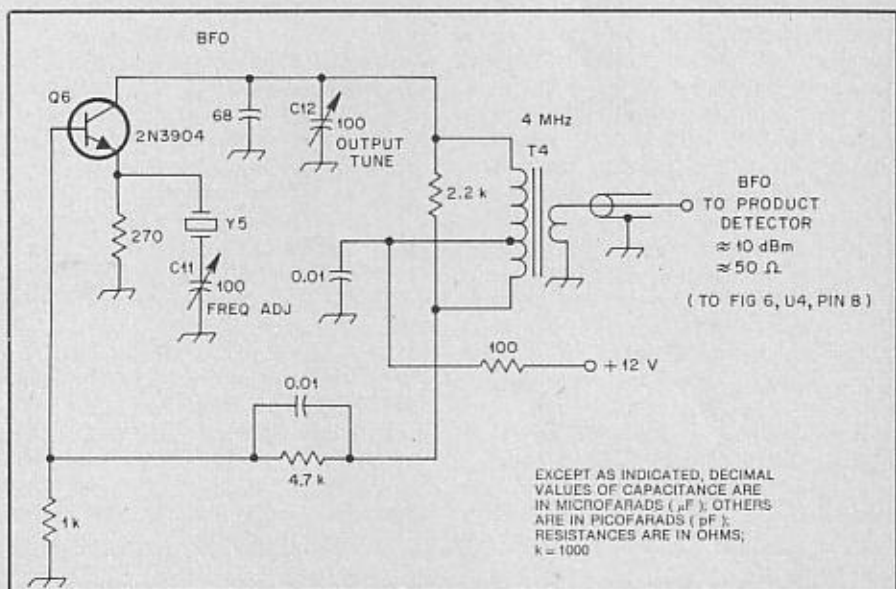 BFO
Q6
2N3904
68
C12
100
OUTPUT
TUNE
4 MHz
T4
2.2 k
BFO
TO PRODUCT
DETECTOR
≈ 10 dBm
≈ 50 Ω
( TO FIG 6, U4, PIN 8 )
270
Y5
C11
100
FREQ ADJ
0.01
100
+12 V
0.01
4.7 k
1 k
EXCEPT AS INDICATED, DECIMAL
VALUES OF CAPACITANCE ARE
IN MICROFARADS ( µF ); OTHERS
ARE IN PICOFARADS ( pF );
RESISTANCES ARE IN OHMS;
k = 1000